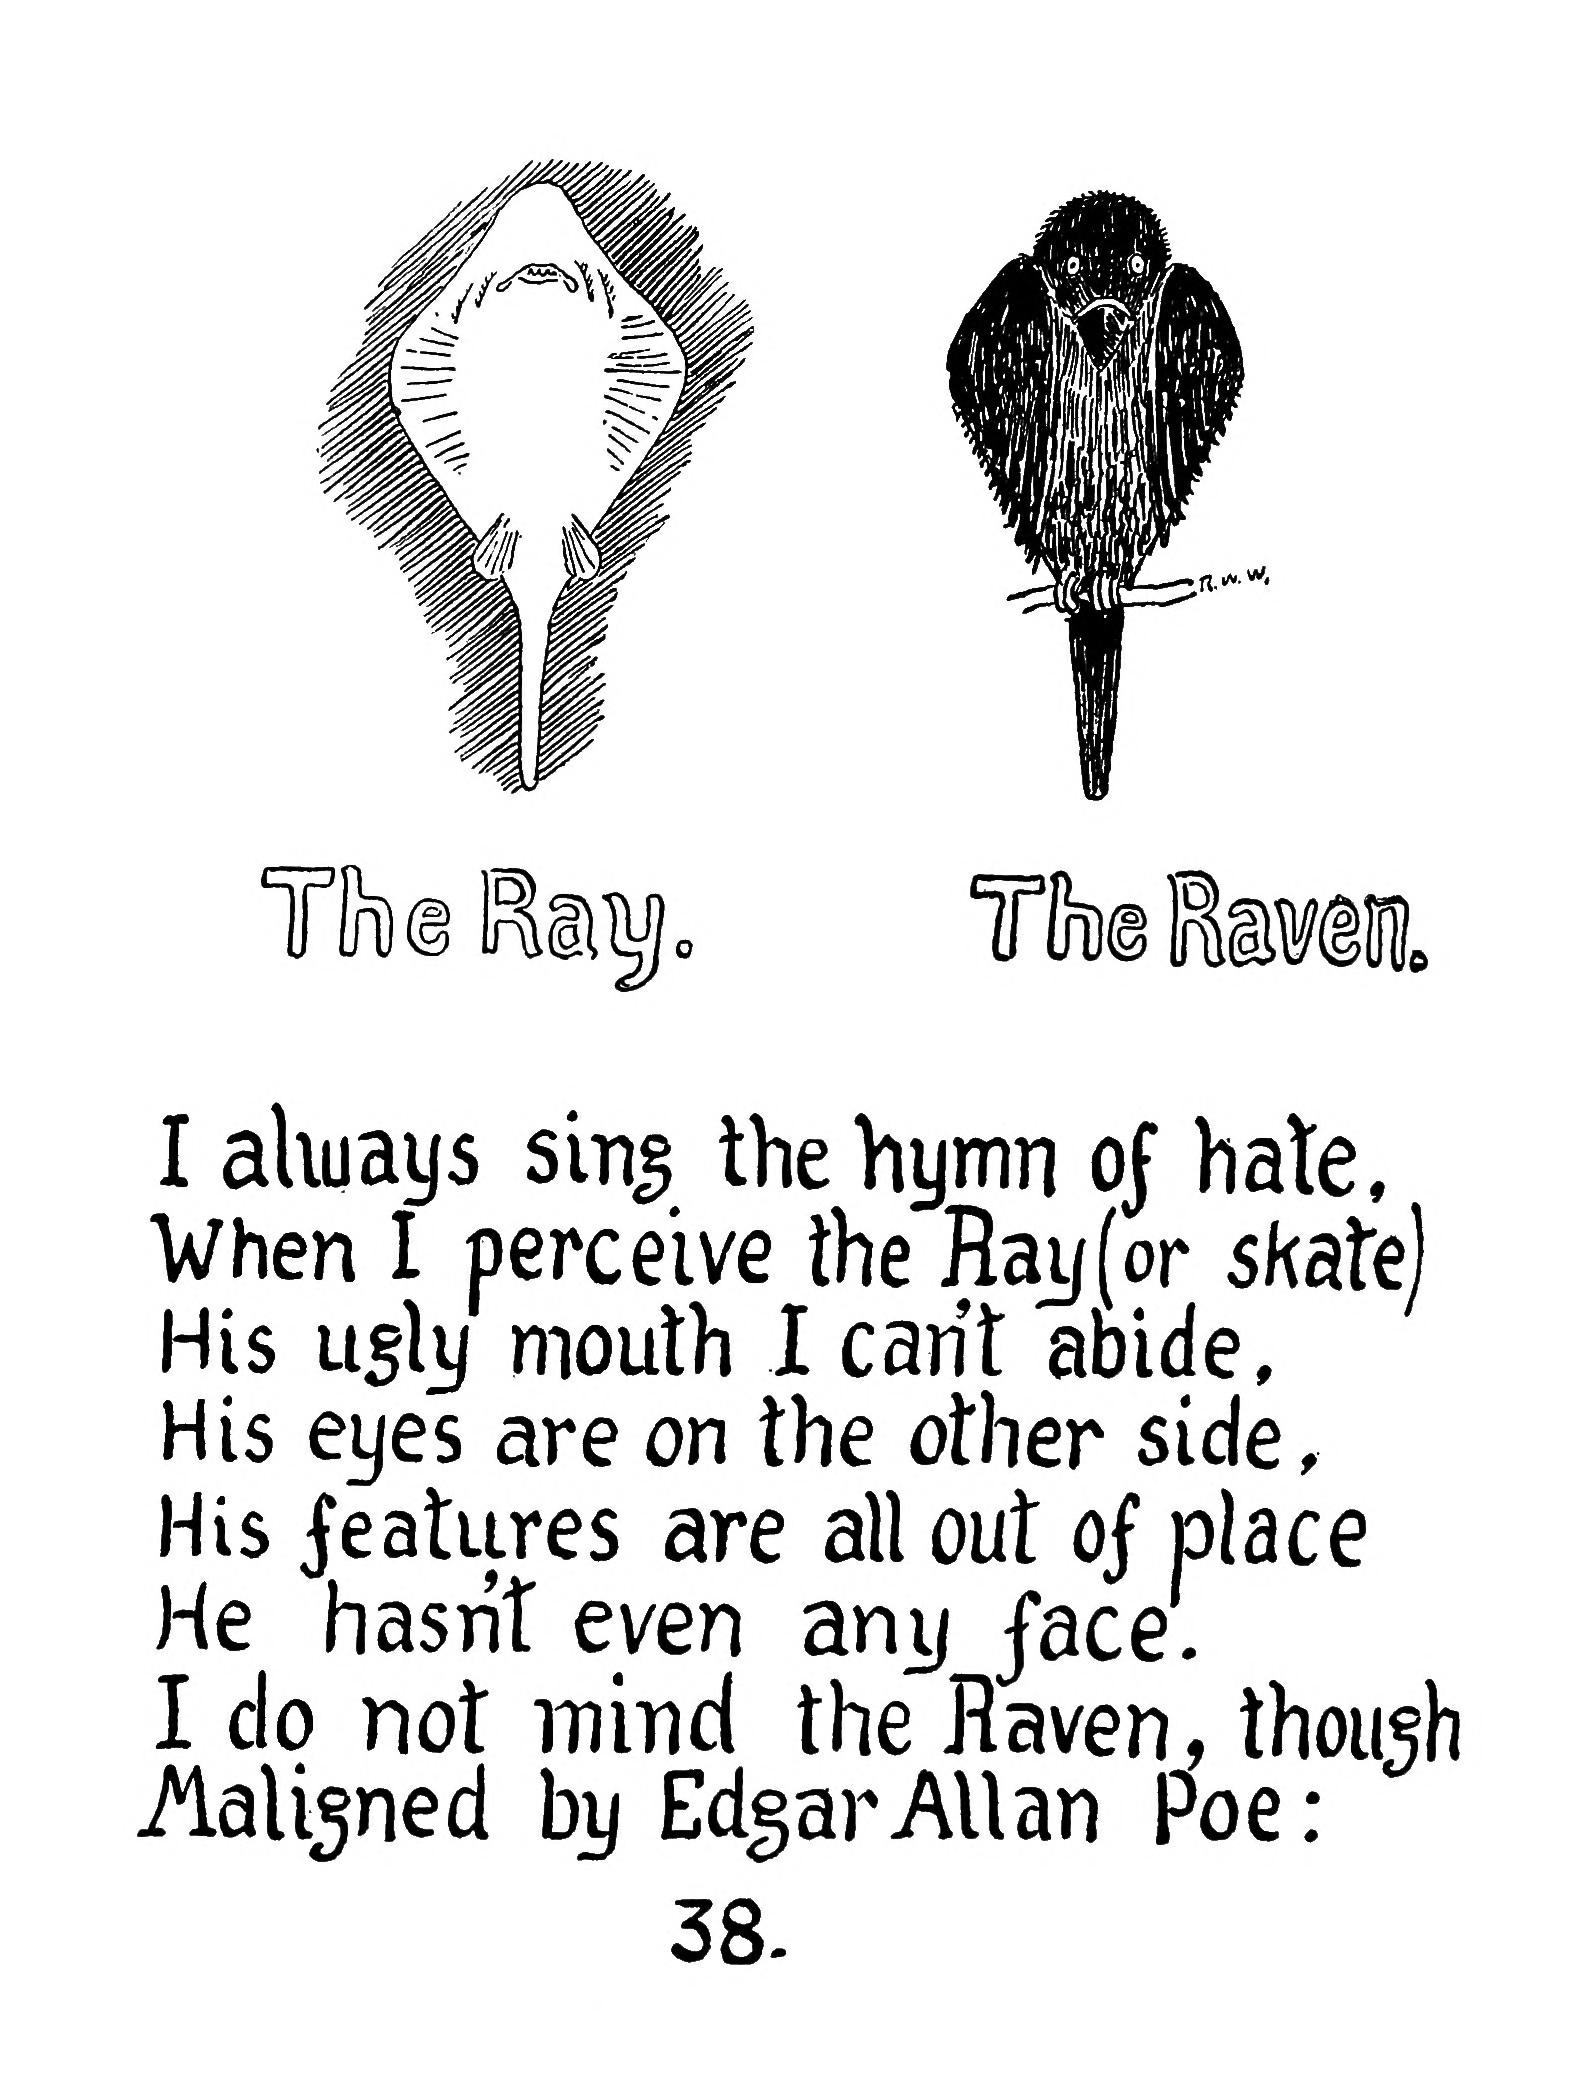 R.W.W.
The Ray.
The Raven.
I always sing the hymn of hate,
When I perceive the Ray (or skate)
His ugly mouth I can't abide,
His eyes are on the other side,
His features are all out of place
He hasn't even any face.
I do not mind the Raven, though
Maligned by Edgar Allan Poe:
38.